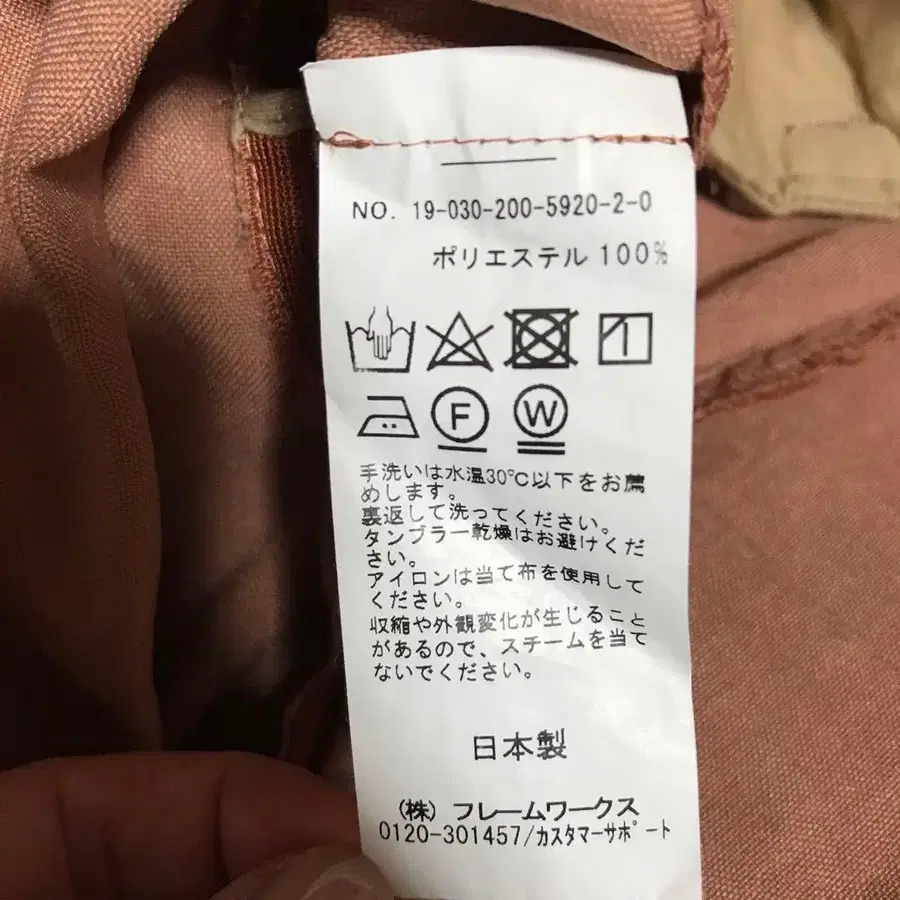 NO. 19-030-200-5920-2-0
ポリエステル 100%
F W
手洗いは水温30℃以下をお薦
めします。
裏返して洗ってください。
タンブラー乾燥はお避けくだ
さい。
アイロンは当て布を使用して
ください。
収縮や外観変化が生じること
があるので、スチームを当て
ないでください。
日本製
(株) フレームワークス
0120-301457/カスタマーサポート